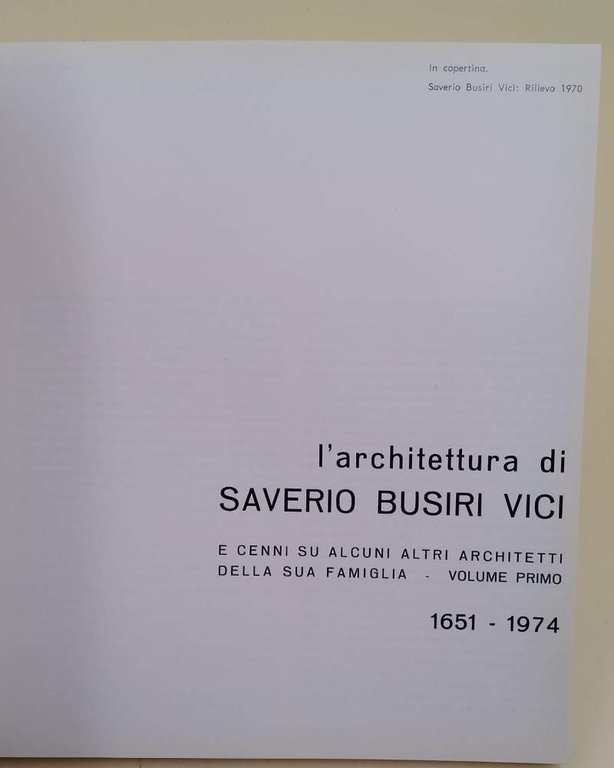 In copertina.
Saverio Busiri Vici: Rilievo 1970
l'architettura di
SAVERIO BUSIRI VICI
E CENNI SU ALCUNI ALTRI ARCHITETTI
DELLA SUA FAMIGLIA - VOLUME PRIMO
1651 - 1974